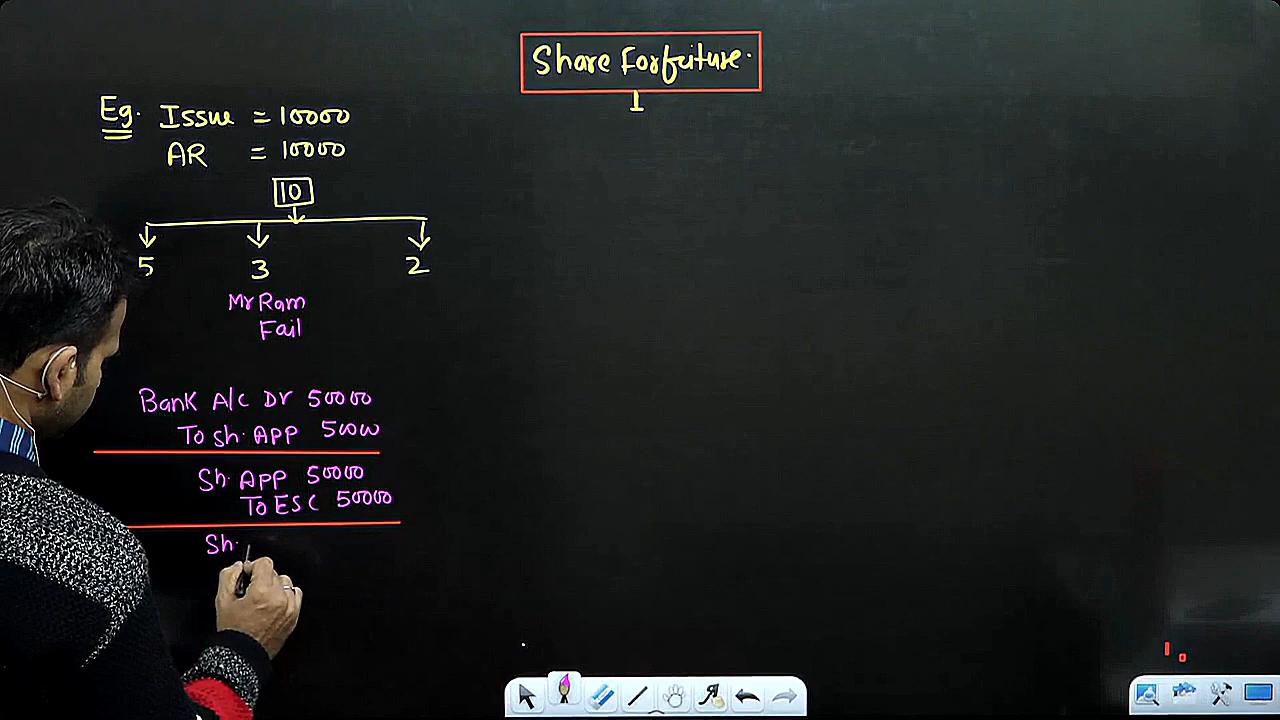 Share Forfeiture.
1
Eg. Issue = 10000
AR = 10000
10
5 3 2
Mr Ram
Fail
Bank A/c Dr 50000
To sh. APP 50000
Sh. APP 50000
To ESC 50000
Sh.